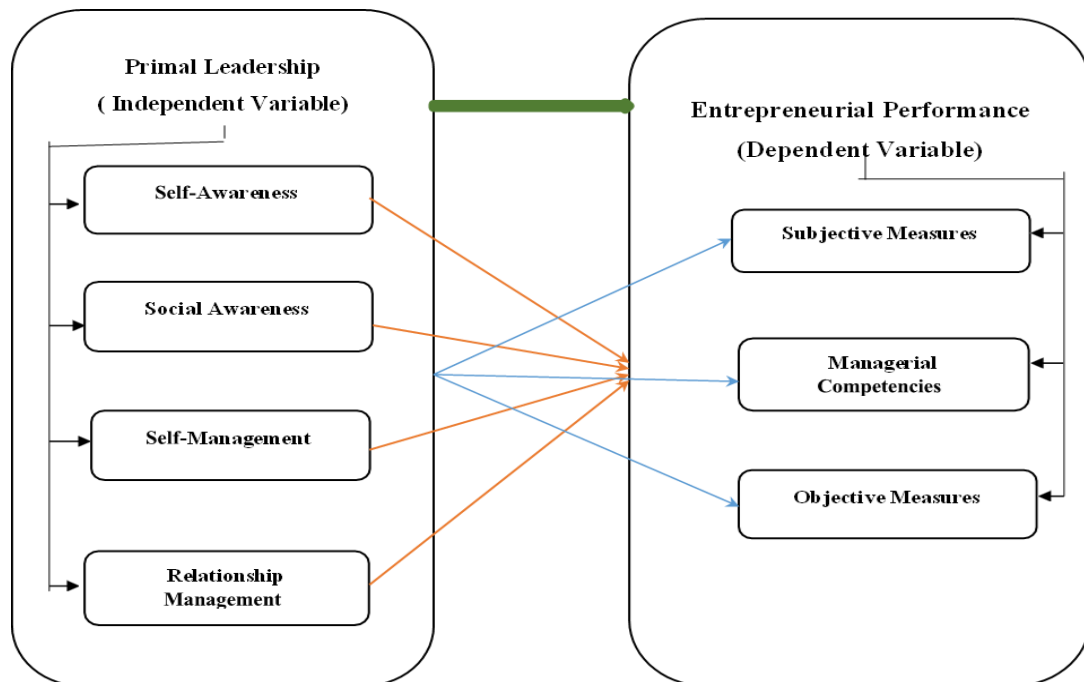 Primal Leadership
( Independent Variable)
Self-Awareness
Social Awareness
Self-Management
Relationship
Management
Entrepreneurial Performance
(Dependent Variable)
Subjective Measures
Managerial
Competencies
Objective Measures